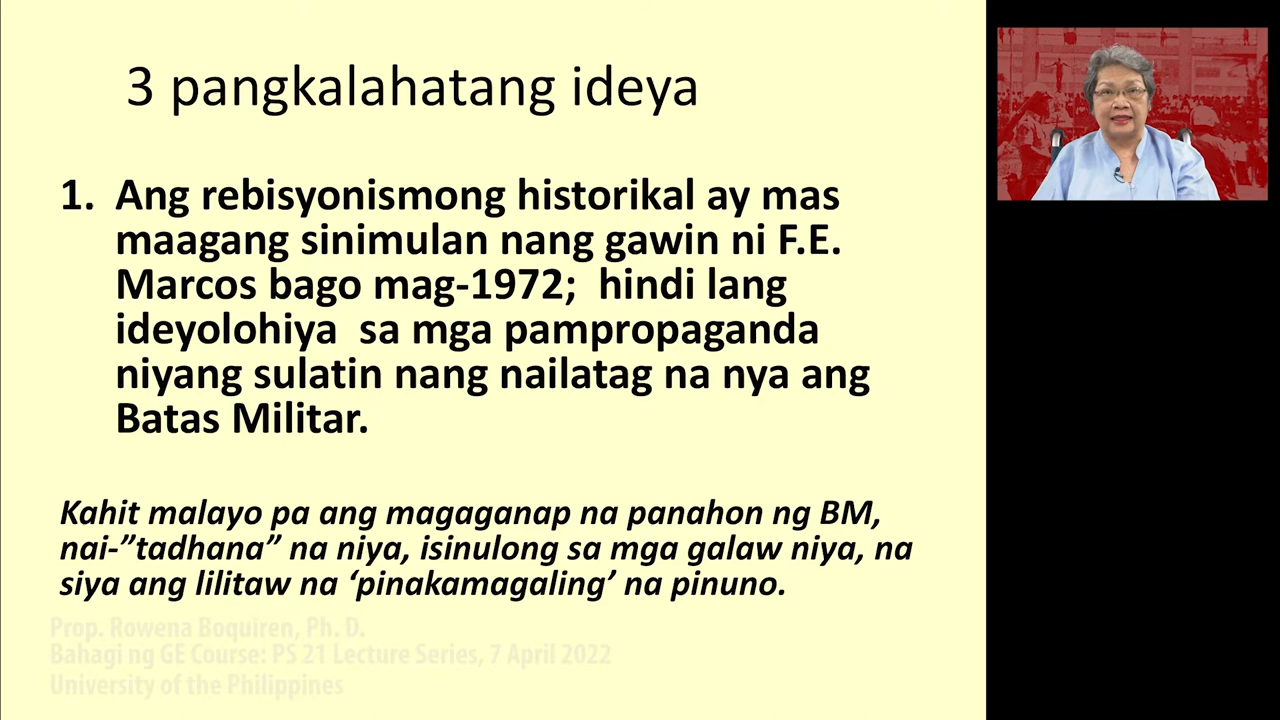 3 pangkalahatang ideya
1. Ang rebisyonismong historikal ay mas
maagang sinimulan nang gawin ni F.E.
Marcos bago mag-1972; hindi lang
ideyolohiya sa mga pampropaganda
niyang sulatin nang nailatag na nya ang
Batas Militar.
Kahit malayo pa ang magaganap na panahon ng BM,
nai-”tadhana” na niya, isinulong sa mga galaw niya, na
siya ang lilitaw na ‘pinakamagaling’ na pinuno.
Prop. Rowena Boquiren, Ph. D.
Bahagi ng GE Course: PS 21 Lecture Series, 7 April 2022
University of the Philippines